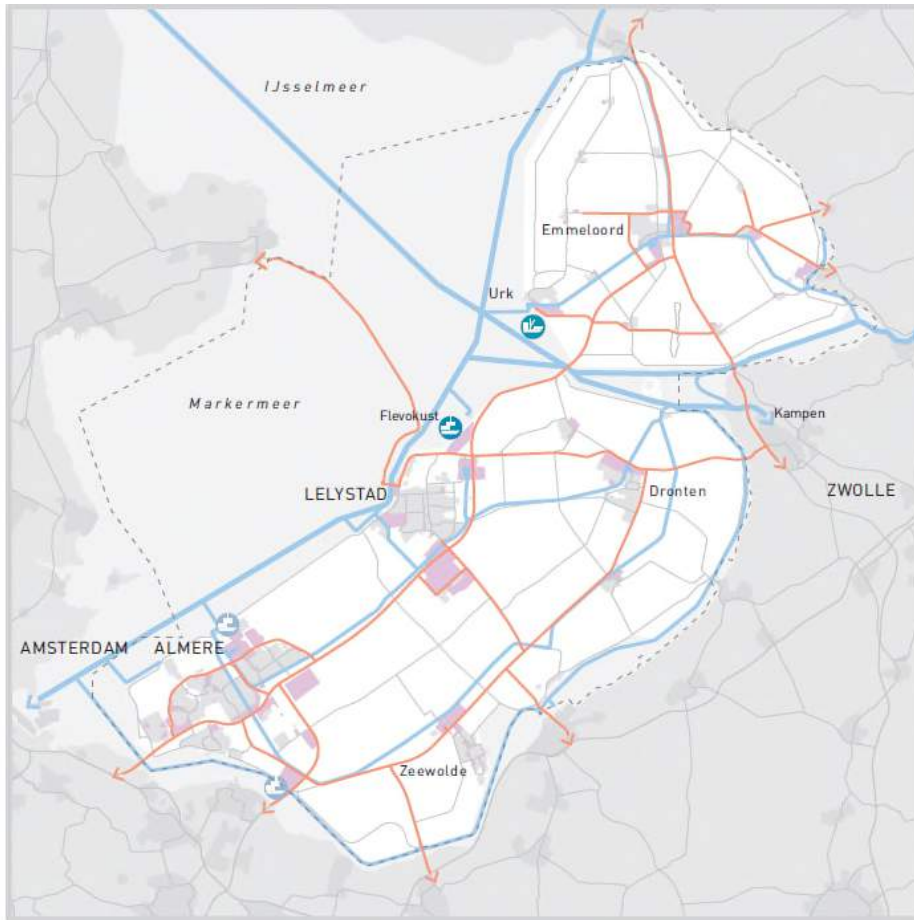 IJsselmeer
Emmeloord
Urk
Markermeer
Flevokust
Kampen
LELYSTAD
Dronten
ZWOLLE
AMSTERDAM
ALMERE
Zeewolde